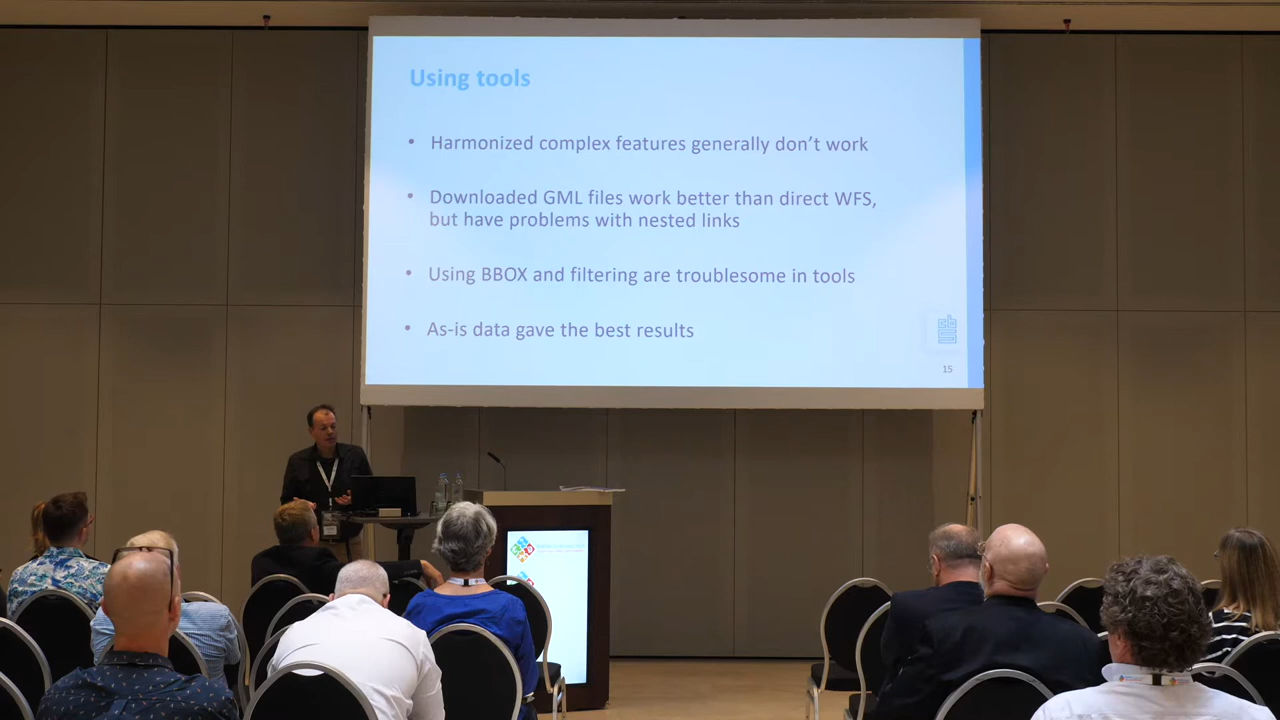 Using tools
• Harmonized complex features generally don't work
• Downloaded GML files work better than direct WFS,
but have problems with nested links
• Using BBOX and filtering are troublesome in tools
• As-is data gave the best results
15